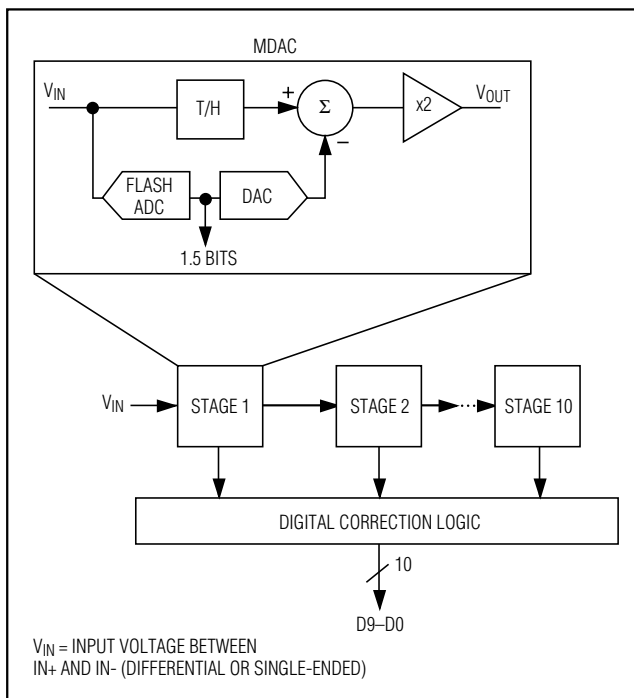 MDAC
VIN
T/H
+
Σ
−
x2
VOUT
FLASH
ADC
DAC
1.5 BITS
VIN
STAGE 1
STAGE 2
STAGE 10
DIGITAL CORRECTION LOGIC
10
D9–D0
VIN = INPUT VOLTAGE BETWEEN
IN+ AND IN- (DIFFERENTIAL OR SINGLE-ENDED)